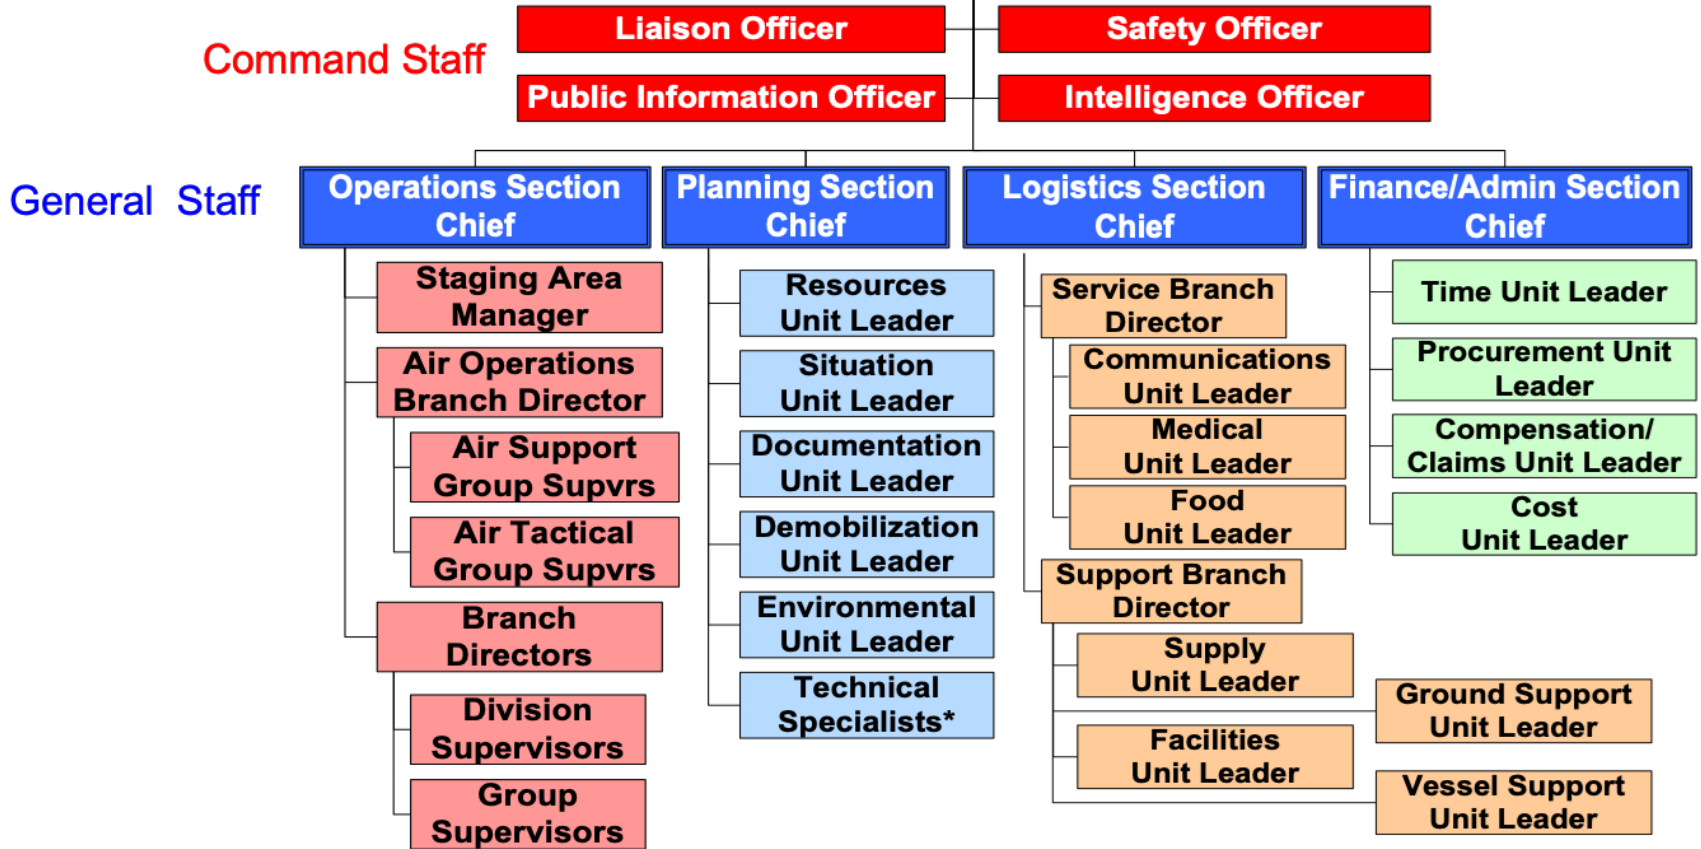 Command Staff
Liaison Officer
Safety Officer
Public Information Officer
Intelligence Officer
General Staff
Operations Section
Chief
Planning Section
Chief
Logistics Section
Chief
Finance/Admin Section
Chief
Staging Area
Manager
Air Operations
Branch Director
Air Support
Group Supvrs
Air Tactical
Group Supvrs
Branch
Directors
Division
Supervisors
Group
Supervisors
Resources
Unit Leader
Situation
Unit Leader
Documentation
Unit Leader
Demobilization
Unit Leader
Environmental
Unit Leader
Technical
Specialists*
Service Branch
Director
Communications
Unit Leader
Medical
Unit Leader
Food
Unit Leader
Support Branch
Director
Supply
Unit Leader
Ground Support
Unit Leader
Facilities
Unit Leader
Vessel Support
Unit Leader
Time Unit Leader
Procurement Unit
Leader
Compensation/
Claims Unit Leader
Cost
Unit Leader